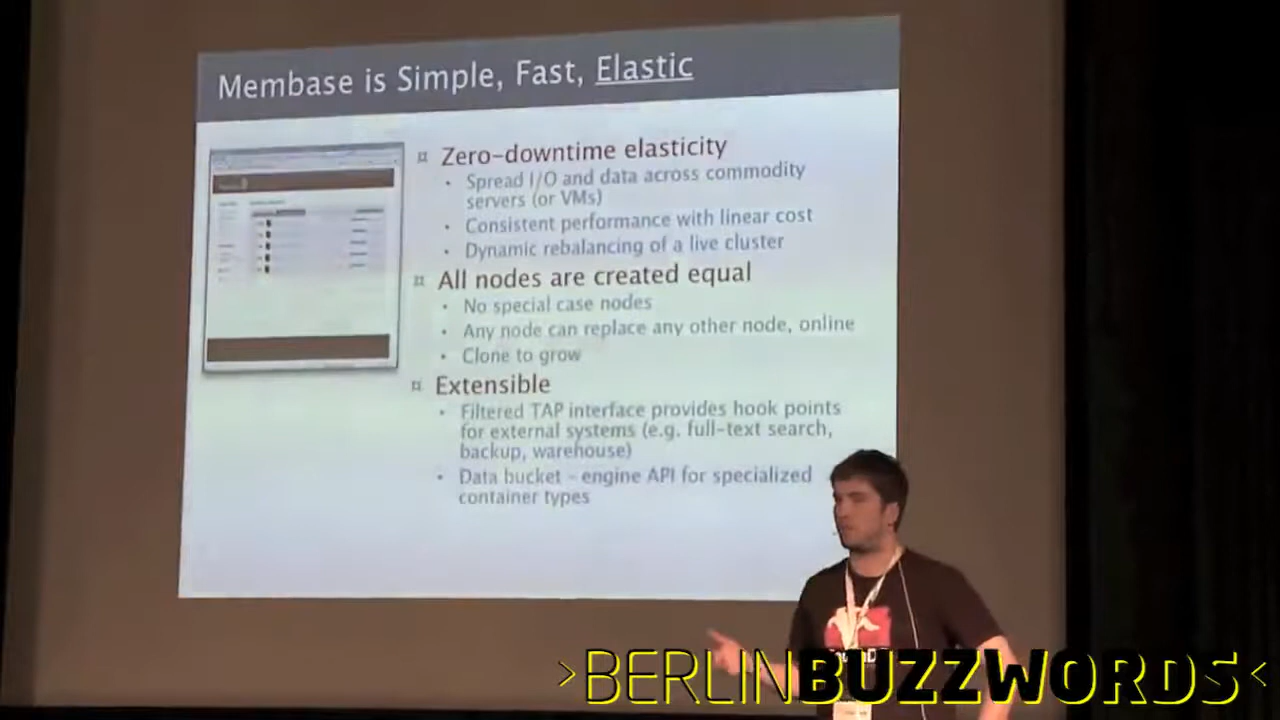 Membase is Simple, Fast, Elastic
¤ Zero-downtime elasticity
• Spread I/O and data across commodity
servers (or VMs)
• Consistent performance with linear cost
• Dynamic rebalancing of a live cluster
¤ All nodes are created equal
• No special case nodes
• Any node can replace any other node, online
• Clone to grow
¤ Extensible
• Filtered TAP interface provides hook points
for external systems (e.g. full-text search,
backup, warehouse)
• Data bucket – engine API for specialized
container types
>BERLINBUZZWORDS<